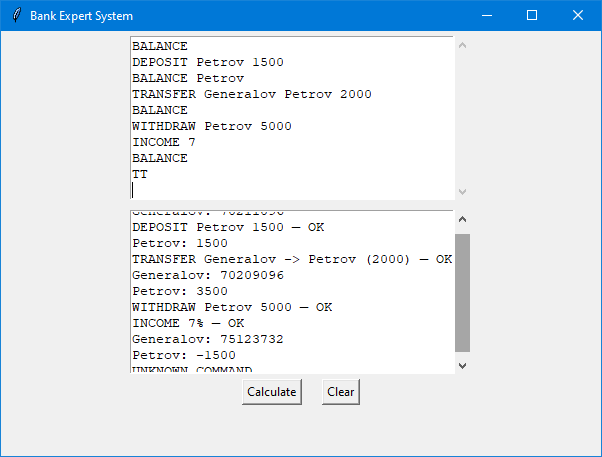 Bank Expert System
BALANCE
DEPOSIT Petrov 1500
BALANCE Petrov
TRANSFER Generalov Petrov 2000
BALANCE
WITHDRAW Petrov 5000
INCOME 7
BALANCE
TT
Generalov: 70211096
DEPOSIT Petrov 1500 — OK
Petrov: 1500
TRANSFER Generalov -> Petrov (2000) — OK
Generalov: 70209096
Petrov: 3500
WITHDRAW Petrov 5000 — OK
INCOME 7% — OK
Generalov: 75123732
Petrov: -1500
UNKNOWN COMMAND
Calculate Clear